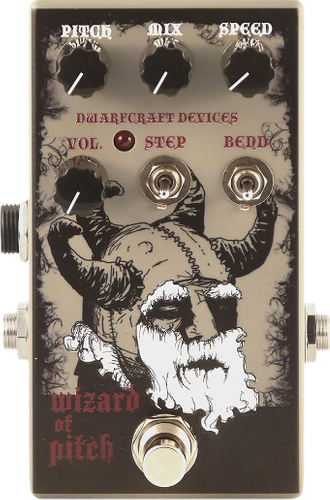 PITCH MIX SPEED
DWARFCRAFT DEVICES
VOL. STEP BEND
wizard
of
pitch